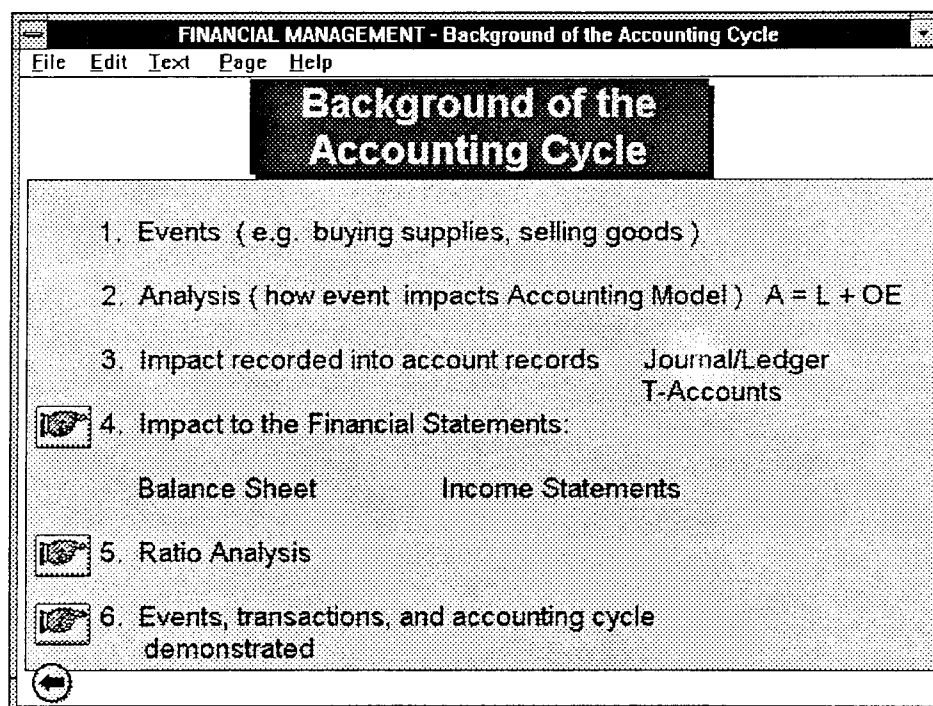 FINANCIAL MANAGEMENT - Background of the Accounting Cycle
File Edit Text Page Help
Background of the
Accounting Cycle
1. Events ( e.g. buying supplies, selling goods )
2. Analysis ( how event impacts Accounting Model ) A = L + OE
3. Impact recorded into account records Journal/Ledger
T-Accounts
4. Impact to the Financial Statements:
Balance Sheet Income Statements
5. Ratio Analysis
6. Events, transactions, and accounting cycle
demonstrated